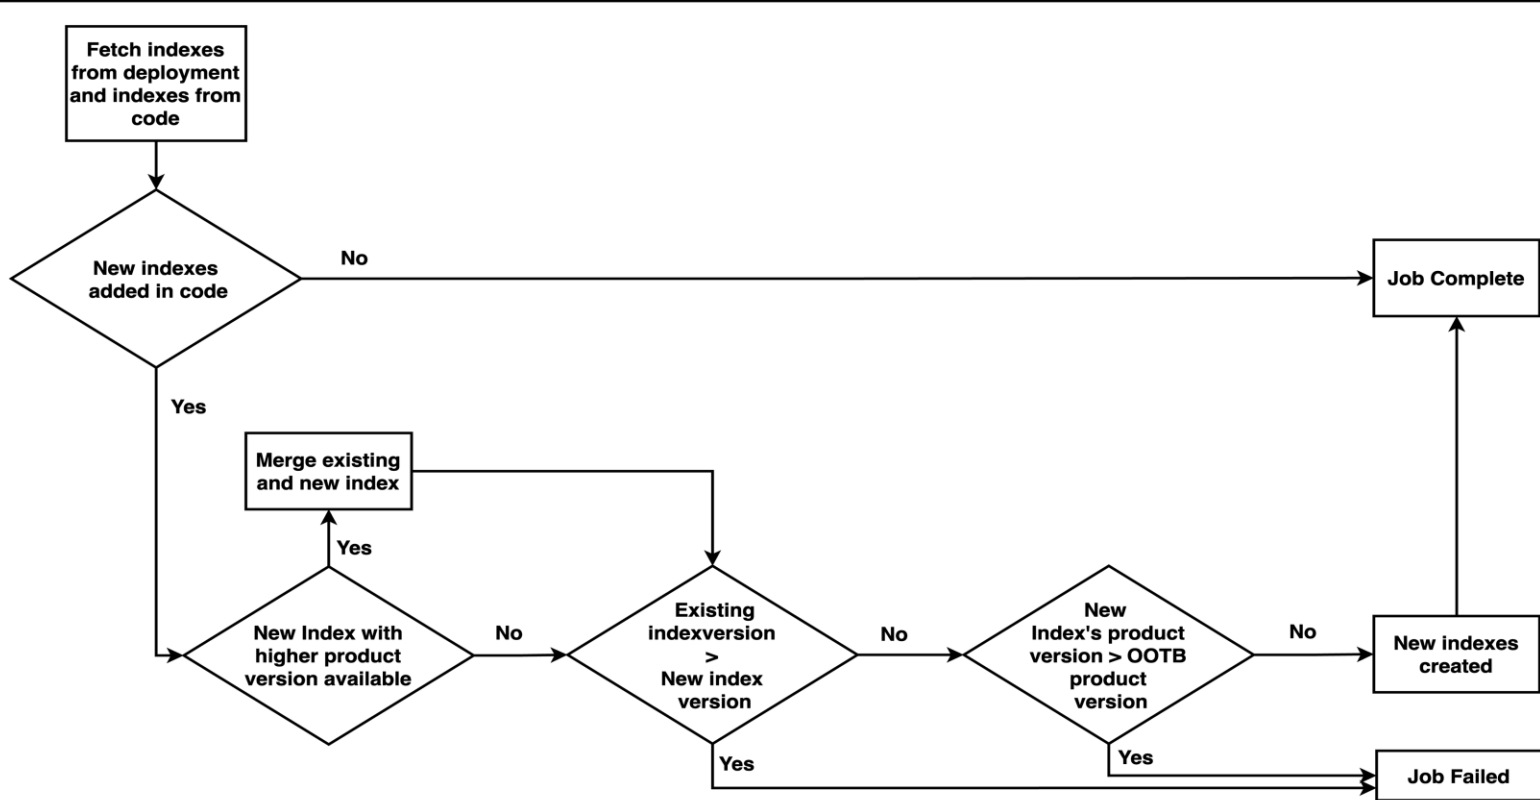 Fetch indexes
from deployment
and indexes from
code
New indexes
added in code
No
Job Complete
Yes
Merge existing
and new index
Yes
New Index with
higher product
version available
No
Existing
indexversion
>
New index
version
No
New
Index's product
version > OOTB
product
version
No
New indexes
created
Yes
Yes
Job Failed